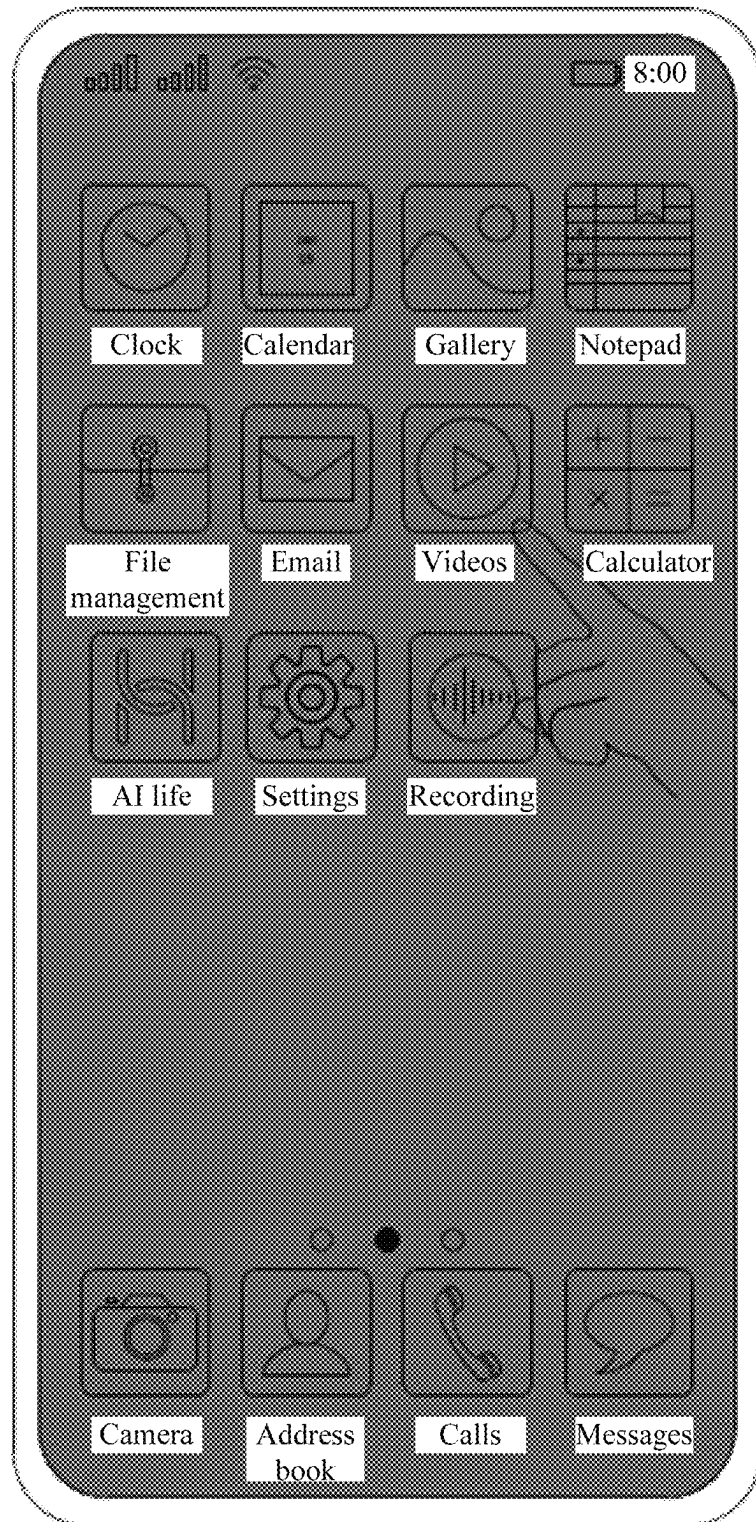 8:00
Clock Calendar Gallery Notepad
File Email Videos Calculator
management
AI life Settings Recording
Camera Address Calls Messages
book